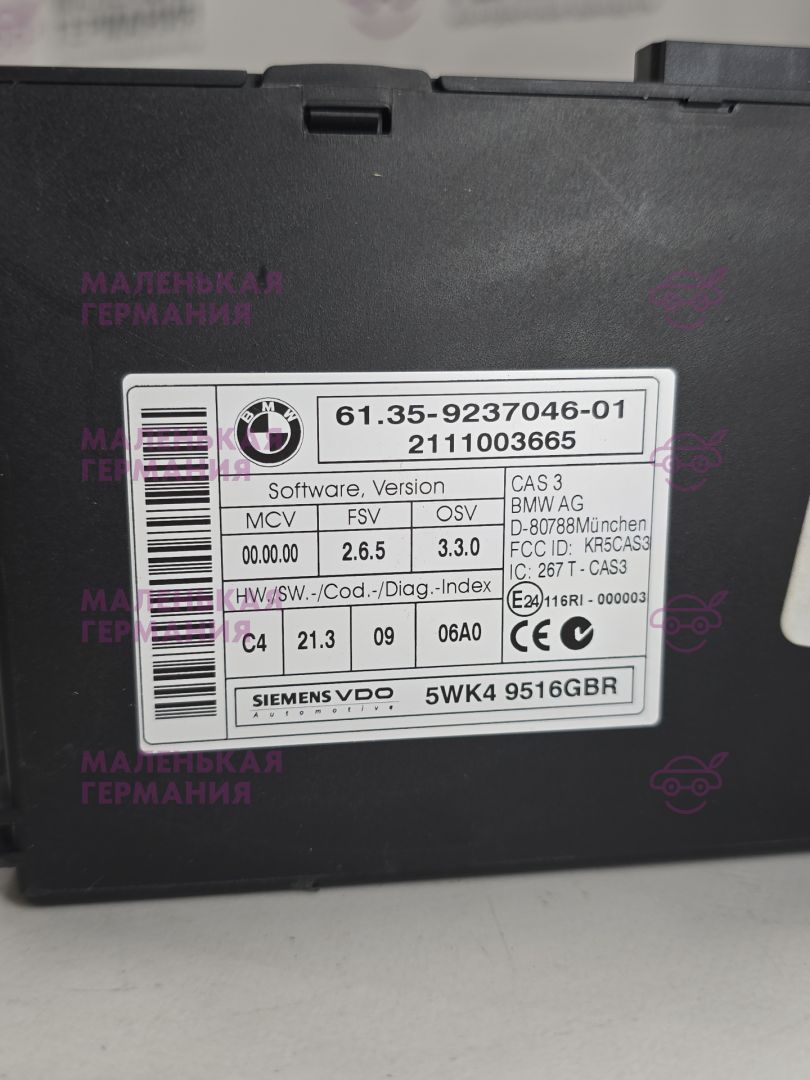 МАЛЕНЬКАЯ
ГЕРМАНИЯ
BMW
61.35-9237046-01
2111003665
Software, Version
MCV FSV OSV
00.00.00 2.6.5 3.3.0
HW./SW.-/Cod.-/Diag.-Index
C4 21.3 09 06A0
CAS 3
BMW AG
D-80788München
FCC ID: KR5CAS3
IC: 267 T - CAS3
E24 116RI - 000003
CE
SIEMENS VDO
Automotive
5WK4 9516GBR
МАЛЕНЬКАЯ
ГЕРМАНИЯ
МАЛЕНЬКАЯ
ГЕРМАНИЯ
МАЛЕНЬКАЯ
ГЕРМАНИЯ